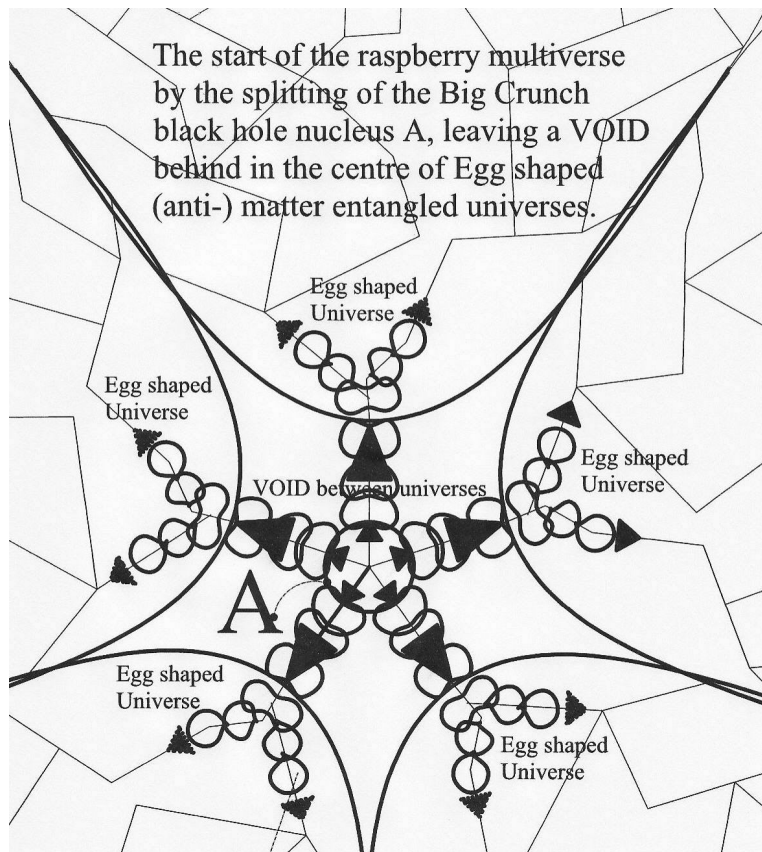 The start of the raspberry multiverse
by the splitting of the Big Crunch
black hole nucleus A, leaving a VOID
behind in the centre of Egg shaped
(anti-) matter entangled universes.
Egg shaped
Universe
Egg shaped
Universe
Egg shaped
Universe
VOID between universes
A
Egg shaped
Universe
Egg shaped
Universe